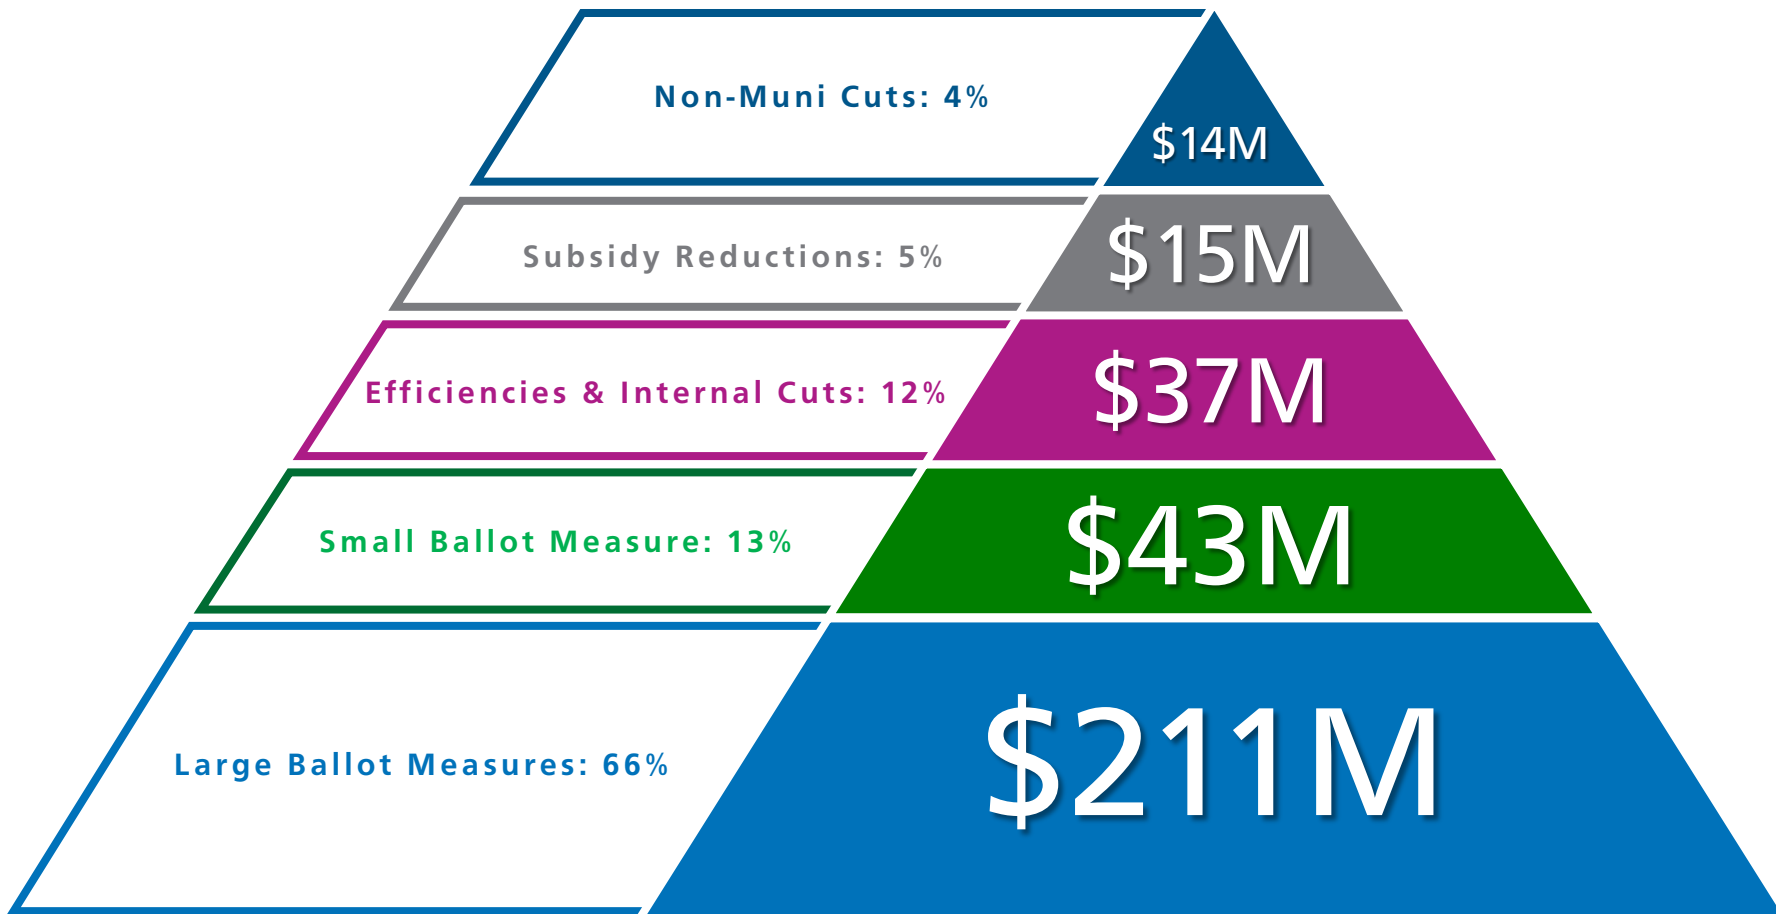 Non-Muni Cuts: 4%
$14M
Subsidy Reductions: 5%
$15M
Efficiencies & Internal Cuts: 12%
$37M
Small Ballot Measure: 13%
$43M
Large Ballot Measures: 66%
$211M